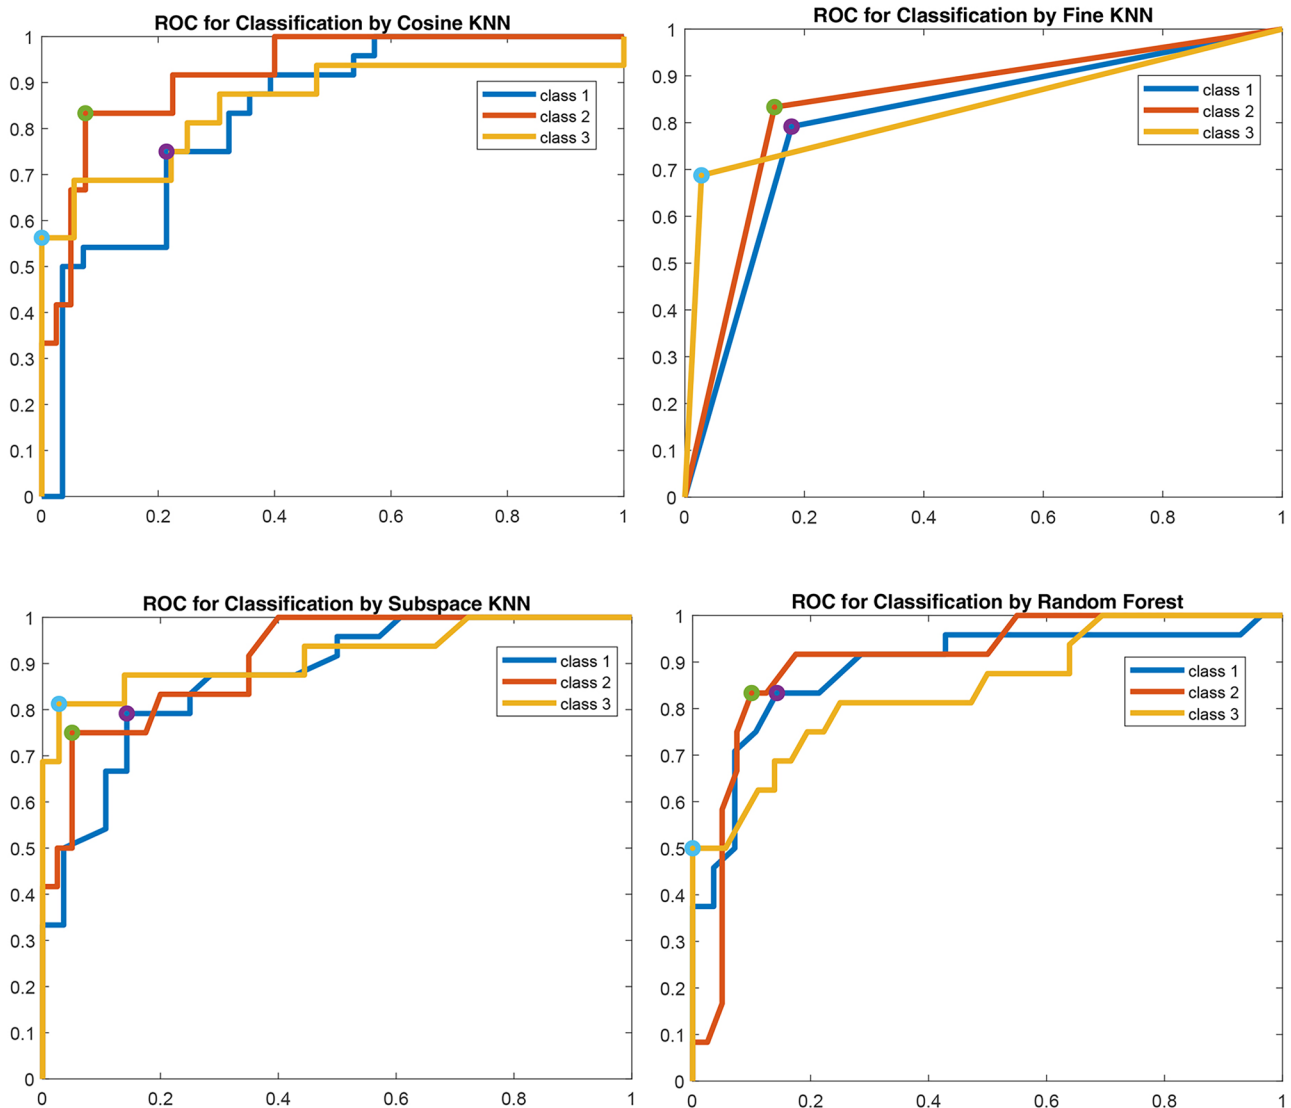 ROC for Classification by Cosine KNN
1
0.9
0.8
0.7
0.6
0.5
0.4
0.3
0.2
0.1
0
0 0.2 0.4 0.6 0.8 1
class 1
class 2
class 3
ROC for Classification by Fine KNN
1
0.9
0.8
0.7
0.6
0.5
0.4
0.3
0.2
0.1
0
0 0.2 0.4 0.6 0.8 1
class 1
class 2
class 3
ROC for Classification by Subspace KNN
1
0.9
0.8
0.7
0.6
0.5
0.4
0.3
0.2
0.1
0
0 0.2 0.4 0.6 0.8 1
class 1
class 2
class 3
ROC for Classification by Random Forest
1
0.9
0.8
0.7
0.6
0.5
0.4
0.3
0.2
0.1
0
0 0.2 0.4 0.6 0.8 1
class 1
class 2
class 3